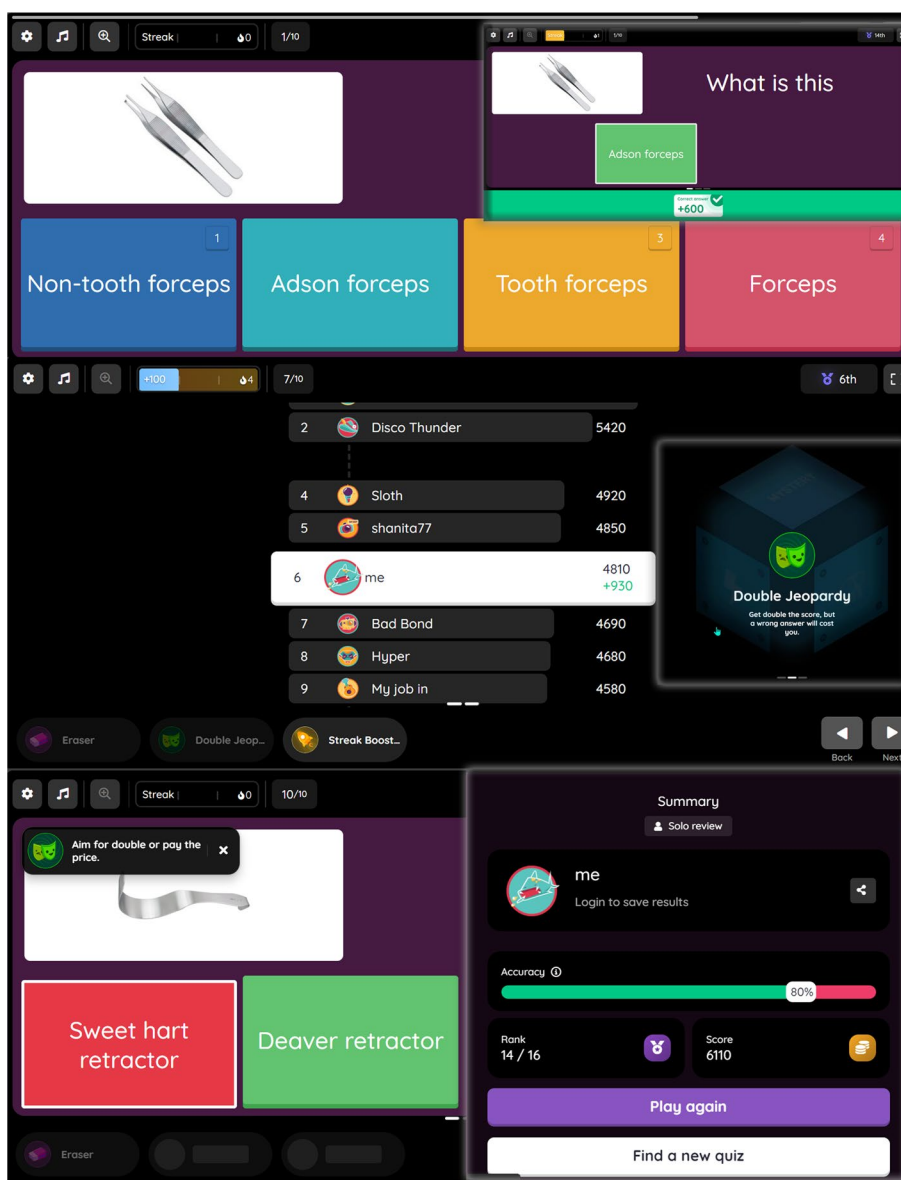 Streak
0
1/10
1/10
14th
What is this
Adson forceps
Correct answer
+600
1
3
4
Non-tooth forceps
Adson forceps
Tooth forceps
Forceps
+100
4
7/10
6th
2 Disco Thunder 5420
4 Sloth 4920
5 shanita77 4850
6 me 4810
+930
7 Bad Bond 4690
8 Hyper 4680
9 My job in 4580
Double Jeopardy
Get double the score, but
a wrong answer will cost
you.
Eraser
Double Jeop...
Streak Boost...
Back
Next
Streak
0
10/10
Aim for double or pay the
price.
Sweet hart
retractor
Deaver retractor
Eraser
Summary
Solo review
me
Login to save results
Accuracy
80%
Rank
14 / 16
Score
6110
Play again
Find a new quiz